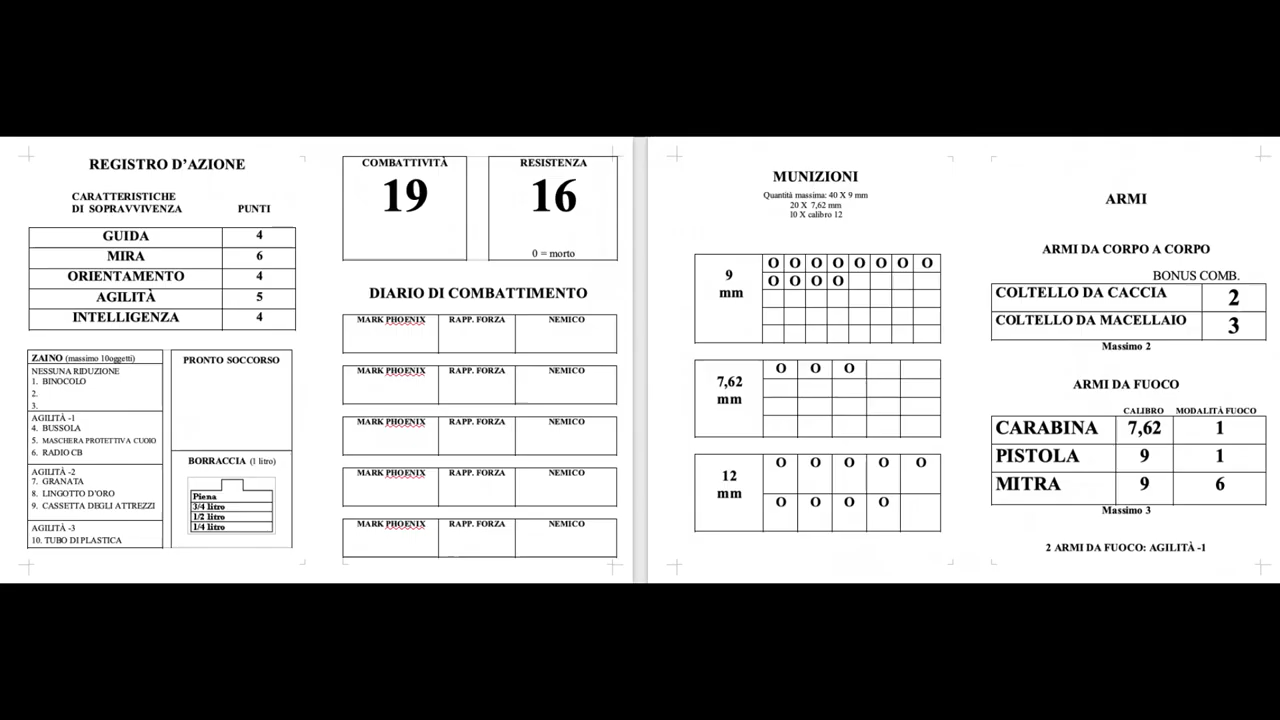 REGISTRO D'AZIONE
CARATTERISTICHE
DI SOPRAVVIVENZA PUNTI
GUIDA 4
MIRA 6
ORIENTAMENTO 4
AGILITÀ 5
INTELLIGENZA 4
ZAINO (massimo 10oggetti)
NESSUNA RIDUZIONE
1. BINOCOLO
2.
3.
AGILITÀ -1
4. BUSSOLA
5. MASCHERA PROTETTIVA CUOIO
6. RADIO CB
AGILITÀ -2
7. GRANATA
8. LINGOTTO D'ORO
9. CASSETTA DEGLI ATTREZZI
AGILITÀ -3
10. TUBO DI PLASTICA
PRONTO SOCCORSO
BORRACCIA (1 litro)
Piena
3/4 litro
1/2 litro
1/4 litro
COMBATTIVITÀ
19
RESISTENZA
16
0 = morto
DIARIO DI COMBATTIMENTO
MARK PHOENIX RAPP. FORZA NEMICO
MARK PHOENIX RAPP. FORZA NEMICO
MARK PHOENIX RAPP. FORZA NEMICO
MARK PHOENIX RAPP. FORZA NEMICO
MARK PHOENIX RAPP. FORZA NEMICO
MUNIZIONI
Quantità massima: 40 X 9 mm
20 X 7,62 mm
10 X calibro 12
9
mm
O O O O O O O O
O O O O
7,62
mm
O O O
12
mm
O O O O O
O O O O
ARMI
ARMI DA CORPO A CORPO
BONUS COMB.
COLTELLO DA CACCIA 2
COLTELLO DA MACELLAIO 3
Massimo 2
ARMI DA FUOCO
CALIBRO MODALITÀ FUOCO
CARABINA 7,62 1
PISTOLA 9 1
MITRA 9 6
Massimo 3
2 ARMI DA FUOCO: AGILITÀ -1